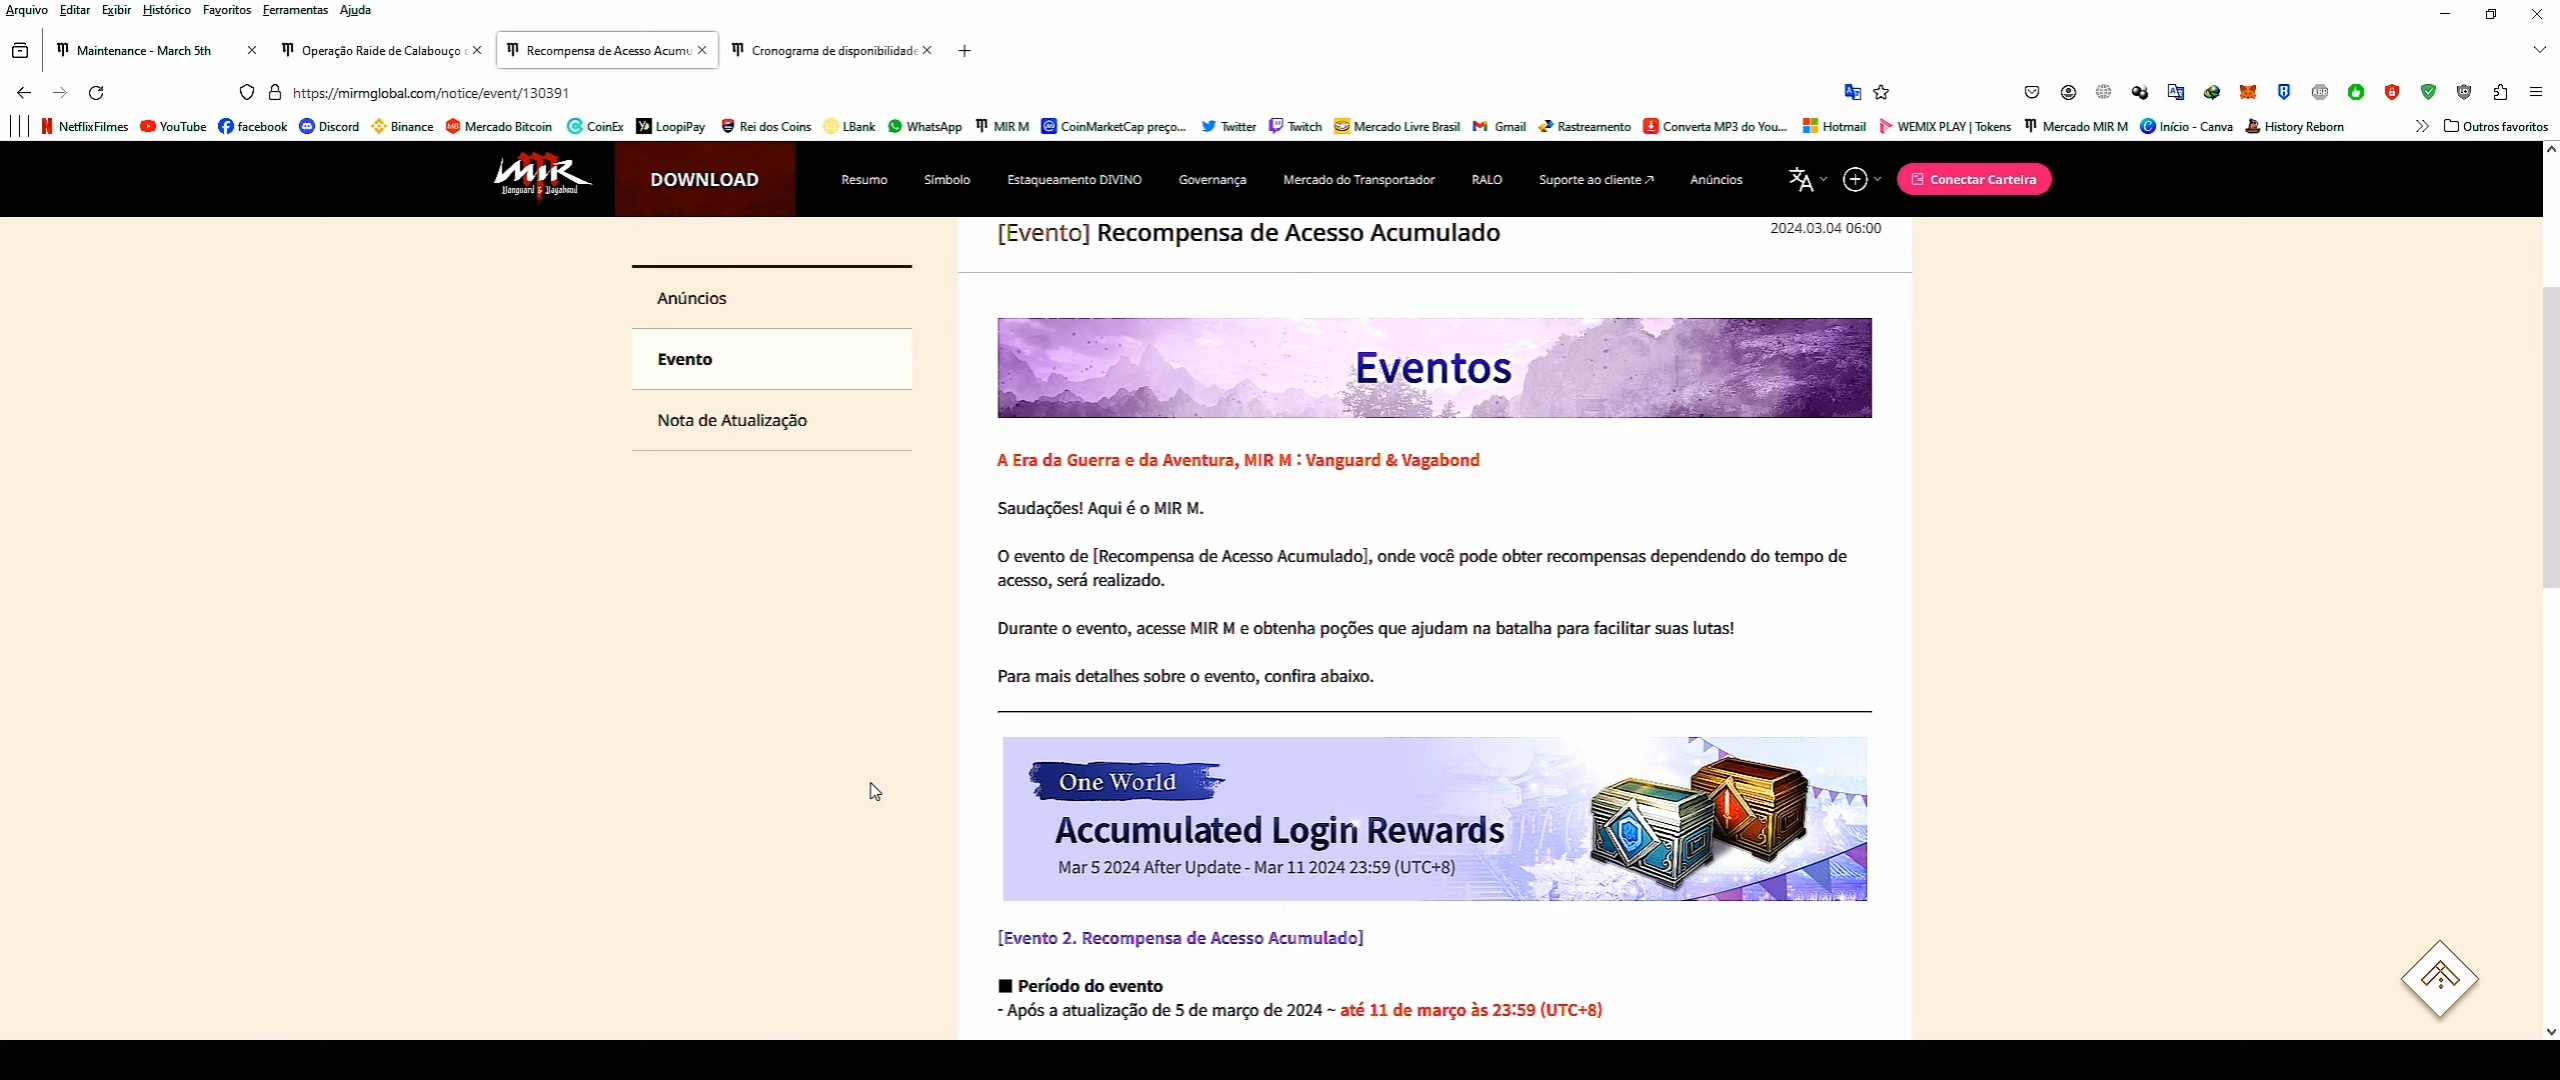 Arquivo Editar Exibir Histórico Favoritos Ferramentas Ajuda
Maintenance - March 5th
Operação Raide de Calabouço
Recompensa de Acesso Acumu
Cronograma de disponibilidade
https://mirmglobal.com/notice/event/130391
NetflixFilmes YouTube facebook Discord Binance Mercado Bitcoin CoinEx LoopiPay Rei dos Coins LBank WhatsApp MIR M CoinMarketCap preço... Twitter Twitch Mercado Livre Brasil Gmail Rastreamento Converta MP3 do You... Hotmail WEMIX PLAY | Tokens Mercado MIR M Início - Canva History Reborn Outros favoritos
MIR
Vanguard & Vagabond
DOWNLOAD
Resumo Símbolo Estaqueamento DIVINO Governança Mercado do Transportador RALO Suporte ao cliente Anúncios Conectar Carteira
[Evento] Recompensa de Acesso Acumulado
2024.03.04 06:00
Anúncios
Evento
Nota de Atualização
Eventos
A Era da Guerra e da Aventura, MIR M : Vanguard & Vagabond
Saudações! Aqui é o MIR M.
O evento de [Recompensa de Acesso Acumulado], onde você pode obter recompensas dependendo do tempo de
acesso, será realizado.
Durante o evento, acesse MIR M e obtenha poções que ajudam na batalha para facilitar suas lutas!
Para mais detalhes sobre o evento, confira abaixo.
One World
Accumulated Login Rewards
Mar 5 2024 After Update - Mar 11 2024 23:59 (UTC+8)
[Evento 2. Recompensa de Acesso Acumulado]
■ Período do evento
- Após a atualização de 5 de março de 2024 ~ até 11 de março às 23:59 (UTC+8)